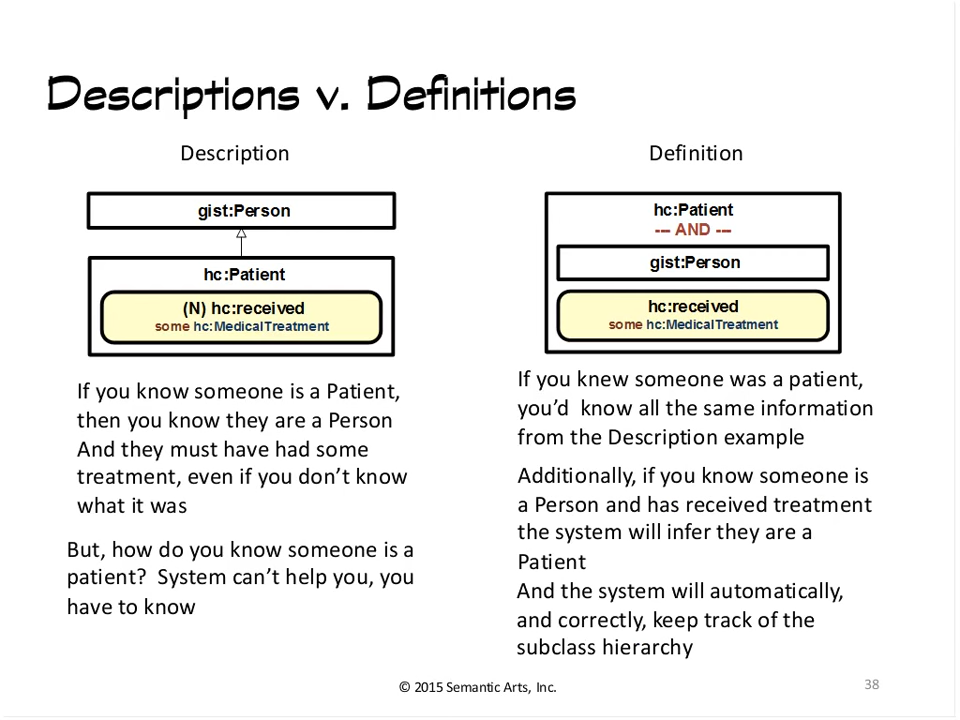 Descriptions v. Definitions
Description
gist:Person
hc:Patient
(N) hc:received
some hc:MedicalTreatment
If you know someone is a Patient,
then you know they are a Person
And they must have had some
treatment, even if you don’t know
what it was
But, how do you know someone is a
patient?  System can’t help you, you
have to know
Definition
hc:Patient
--- AND ---
gist:Person
hc:received
some hc:MedicalTreatment
If you knew someone was a patient,
you’d  know all the same information
from the Description example
Additionally, if you know someone is
a Person and has received treatment
the system will infer they are a
Patient
And the system will automatically,
and correctly, keep track of the
subclass hierarchy
© 2015 Semantic Arts, Inc.
38